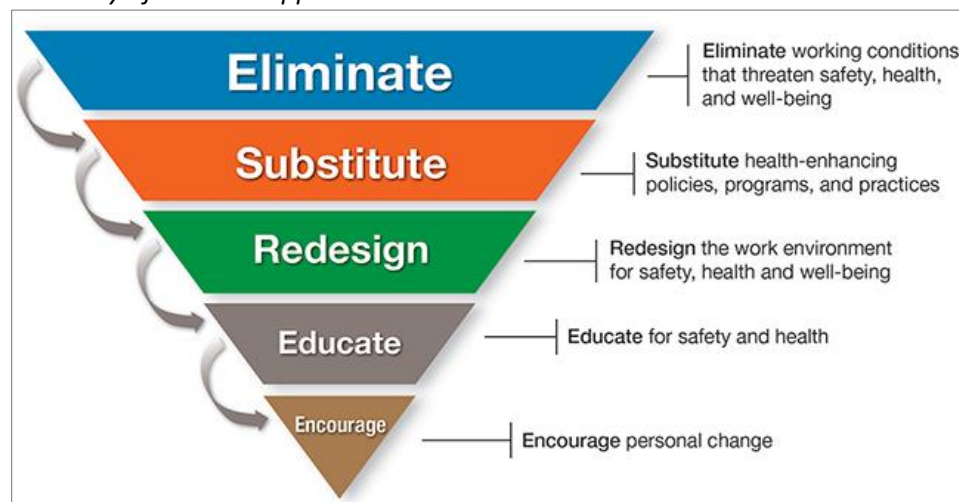 Eliminate
Eliminate working conditions
that threaten safety, health,
and well-being
Substitute
Substitute health-enhancing
policies, programs, and practices
Redesign
Redesign the work environment
for safety, health and well-being
Educate
Educate for safety and health
Encourage
Encourage personal change